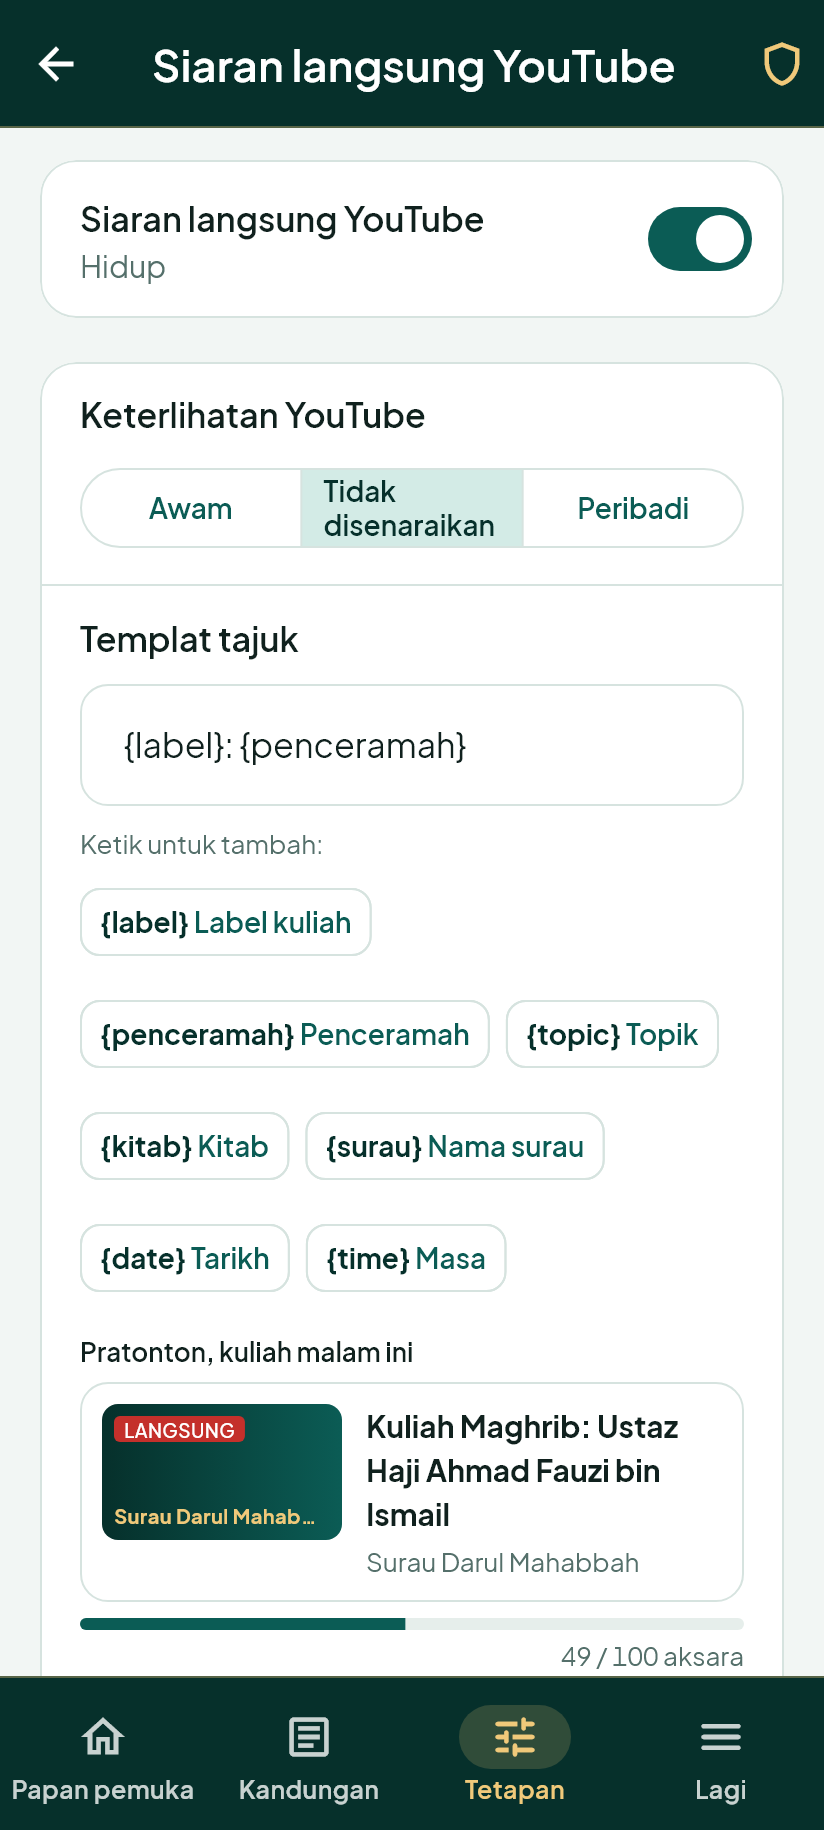 Siaran langsung YouTube
Siaran langsung YouTube
Hidup
Keterlihatan YouTube
Awam
Tidak
disenaraikan
Peribadi
Templat tajuk
{label}: {penceramah}
Ketik untuk tambah:
{label} Label kuliah
{penceramah} Penceramah
{topic} Topik
{kitab} Kitab
{surau} Nama surau
{date} Tarikh
{time} Masa
Pratonton, kuliah malam ini
LANGSUNG
Surau Darul Mahab...
Kuliah Maghrib: Ustaz
Haji Ahmad Fauzi bin
Ismail
Surau Darul Mahabbah
49 / 100 aksara
Papan pemuka
Kandungan
Tetapan
Lagi